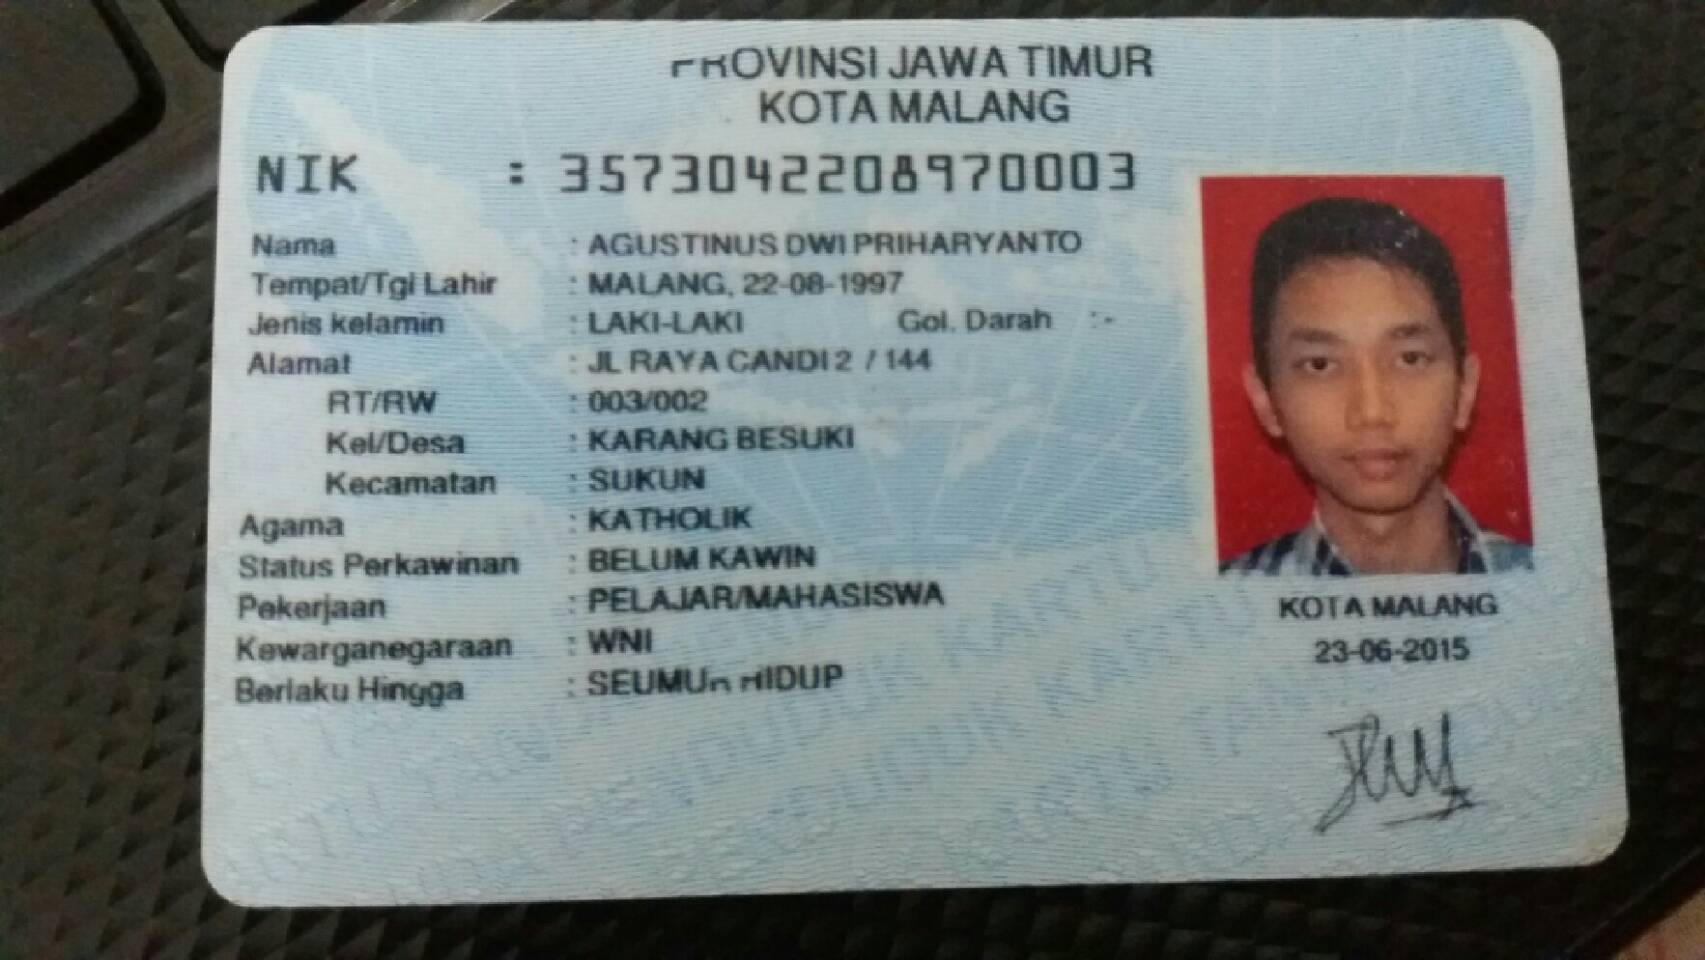 PROVINSI JAWA TIMUR
KOTA MALANG
NIK : 3573042208970003
Nama : AGUSTINUS DWI PRIHARYANTO
Tempat/Tgl Lahir : MALANG, 22-08-1997
Jenis kelamin : LAKI-LAKI Gol. Darah :-
Alamat : JL RAYA CANDI 2 / 144
RT/RW : 003/002
Kel/Desa : KARANG BESUKI
Kecamatan : SUKUN
Agama : KATHOLIK
Status Perkawinan : BELUM KAWIN
Pekerjaan : PELAJAR/MAHASISWA
Kewarganegaraan : WNI
Berlaku Hingga : SEUMUR HIDUP
KOTA MALANG
23-06-2015